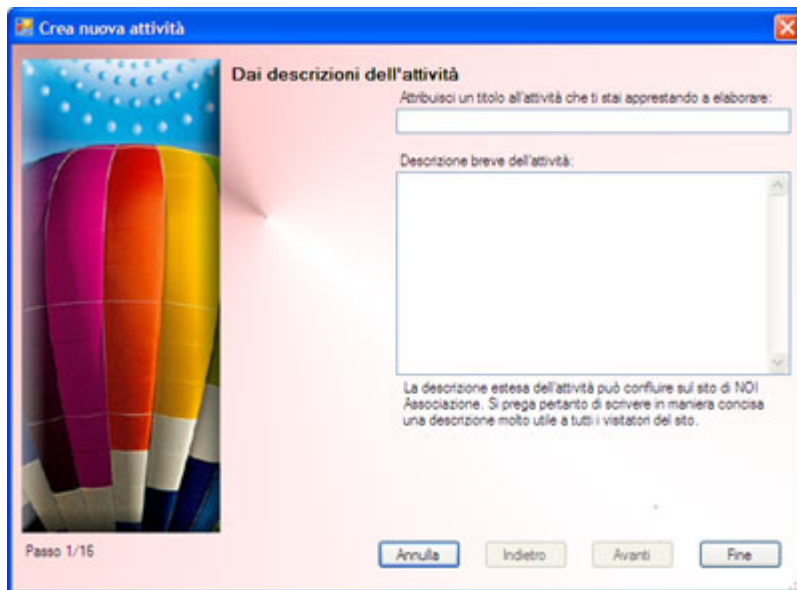 Crea nuova attività
Dai descrizioni dell'attività
Attribuisci un titolo all'attività che ti stai apprestando a elaborare:
Descrizione breve dell'attività:
La descrizione estesa dell'attività può confluire sul sito di NOI
Associazione. Si prega pertanto di scrivere in maniera concisa
una descrizione molto utile a tutti i visitatori del sito.
Passo 1/16
Annulla
Indietro
Avanti
Fine